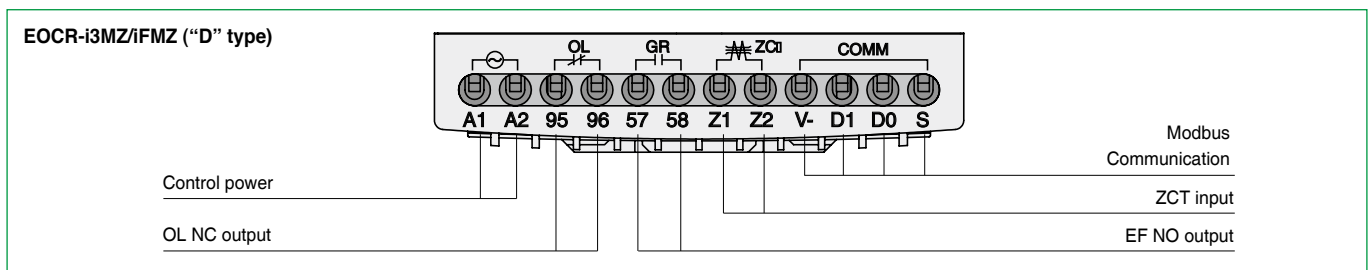 EOCR-i3MZ/iFMZ (“D” type)
OL GR ZC▯ COMM
A1 A2 95 96 57 58 Z1 Z2 V- D1 D0 S
Modbus
Communication
Control power
ZCT input
OL NC output
EF NO output